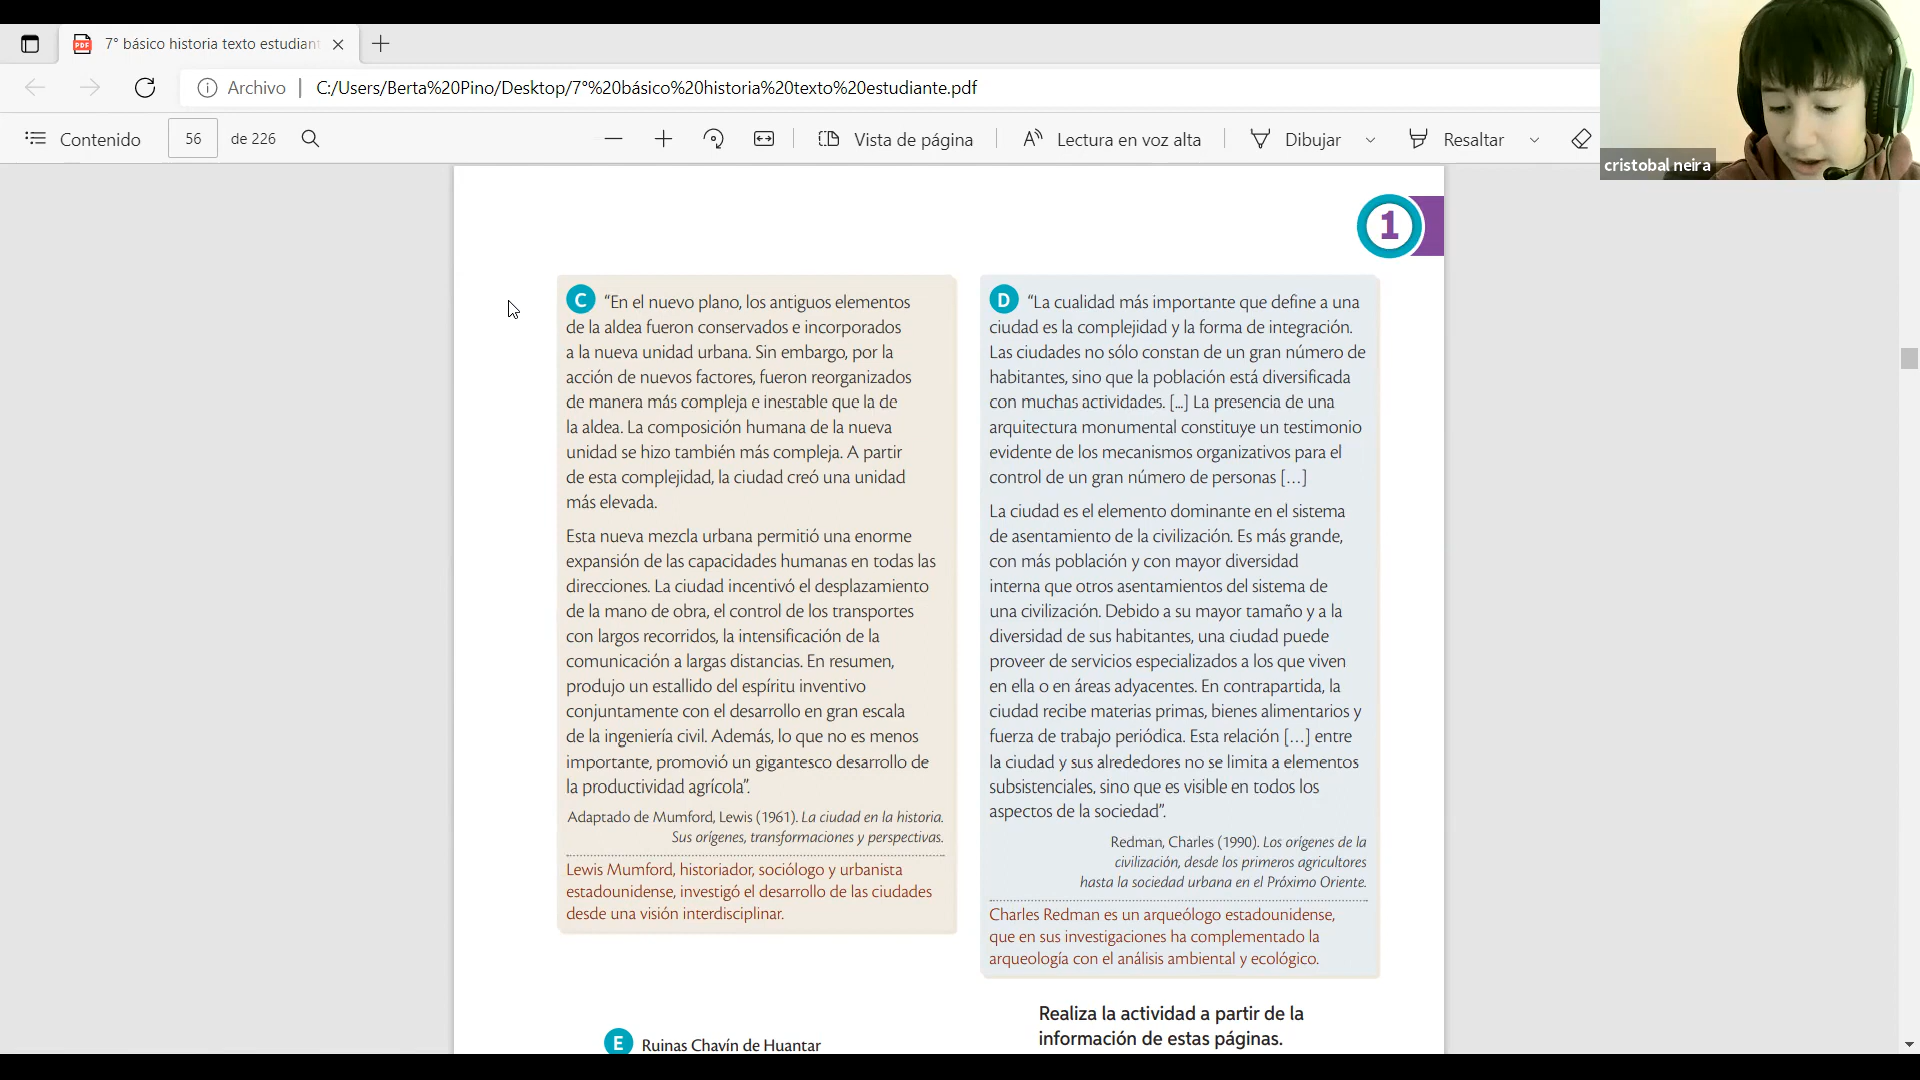 7° básico historia texto estudiant
Archivo
C:/Users/Berta%20Pino/Desktop/7°%20básico%20historia%20texto%20estudiante.pdf
Contenido
56
de 226
Vista de página
Lectura en voz alta
Dibujar
Resaltar
cristobal neira
1
C “En el nuevo plano, los antiguos elementos
de la aldea fueron conservados e incorporados
a la nueva unidad urbana. Sin embargo, por la
acción de nuevos factores, fueron reorganizados
de manera más compleja e inestable que la de
la aldea. La composición humana de la nueva
unidad se hizo también más compleja. A partir
de esta complejidad, la ciudad creó una unidad
más elevada.
Esta nueva mezcla urbana permitió una enorme
expansión de las capacidades humanas en todas las
direcciones. La ciudad incentivó el desplazamiento
de la mano de obra, el control de los transportes
con largos recorridos, la intensificación de la
comunicación a largas distancias. En resumen,
produjo un estallido del espíritu inventivo
conjuntamente con el desarrollo en gran escala
de la ingeniería civil. Además, lo que no es menos
importante, promovió un gigantesco desarrollo de
la productividad agrícola”.
Adaptado de Mumford, Lewis (1961). La ciudad en la historia.
Sus orígenes, transformaciones y perspectivas.
Lewis Mumford, historiador, sociólogo y urbanista
estadounidense, investigó el desarrollo de las ciudades
desde una visión interdisciplinar.
D “La cualidad más importante que define a una
ciudad es la complejidad y la forma de integración.
Las ciudades no sólo constan de un gran número de
habitantes, sino que la población está diversificada
con muchas actividades. [...] La presencia de una
arquitectura monumental constituye un testimonio
evidente de los mecanismos organizativos para el
control de un gran número de personas […]
La ciudad es el elemento dominante en el sistema
de asentamiento de la civilización. Es más grande,
con más población y con mayor diversidad
interna que otros asentamientos del sistema de
una civilización. Debido a su mayor tamaño y a la
diversidad de sus habitantes, una ciudad puede
proveer de servicios especializados a los que viven
en ella o en áreas adyacentes. En contrapartida, la
ciudad recibe materias primas, bienes alimentarios y
fuerza de trabajo periódica. Esta relación […] entre
la ciudad y sus alrededores no se limita a elementos
subsistenciales, sino que es visible en todos los
aspectos de la sociedad”.
Redman, Charles (1990). Los orígenes de la
civilización, desde los primeros agricultores
hasta la sociedad urbana en el Próximo Oriente.
Charles Redman es un arqueólogo estadounidense,
que en sus investigaciones ha complementado la
arqueología con el análisis ambiental y ecológico.
E Ruinas Chavín de Huantar
Realiza la actividad a partir de la
información de estas páginas.